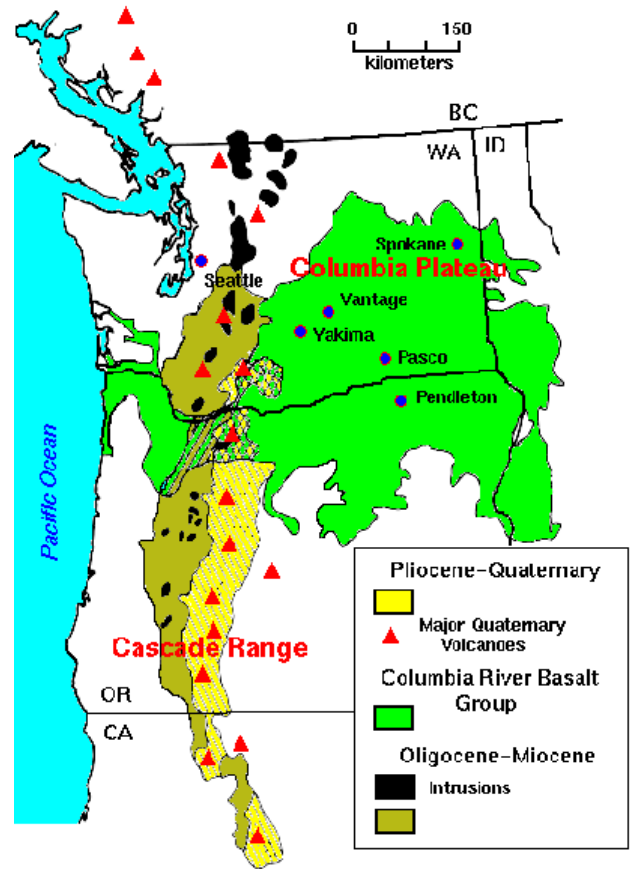 0 150
kilometers
BC
WA ID
Spokane
Columbia Plateau
Seattle
Vantage
Yakima
Pasco
Pendleton
Pacific Ocean
Cascade Range
OR
CA
Pliocene-Quaternary
Major Quaternary
Volcanoes
Columbia River Basalt
Group
Oligocene-Miocene
Intrusions